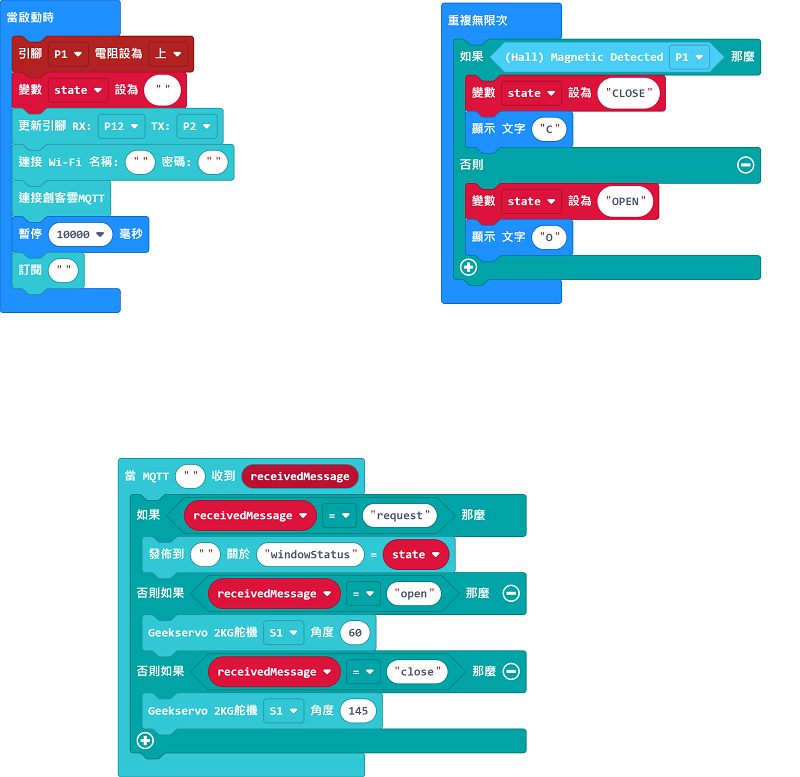 當啟動時
引腳 P1 電阻設為 上
變數 state 設為 " "
更新引腳 RX: P12 TX: P2
連接 Wi-Fi 名稱: " " 密碼: " "
連接創客雲MQTT
暫停 10000 毫秒
訂閱 " "
重複無限次
如果 (Hall) Magnetic Detected P1 那麼
變數 state 設為 "CLOSE"
顯示 文字 "C"
否則
變數 state 設為 "OPEN"
顯示 文字 "O"
當 MQTT " " 收到 receivedMessage
如果 receivedMessage = "request" 那麼
發佈到 " " 關於 "windowStatus" = state
否則如果 receivedMessage = "open" 那麼
Geekservo 2KG舵機 S1 角度 60
否則如果 receivedMessage = "close" 那麼
Geekservo 2KG舵機 S1 角度 145